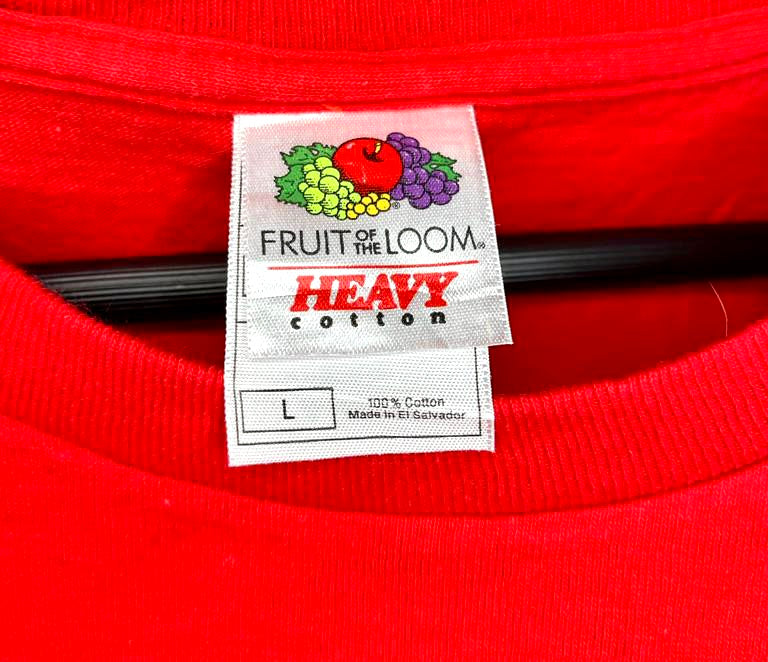 FRUIT OF THE LOOM®
HEAVY
cotton
L
100% Cotton
Made In El Salvador